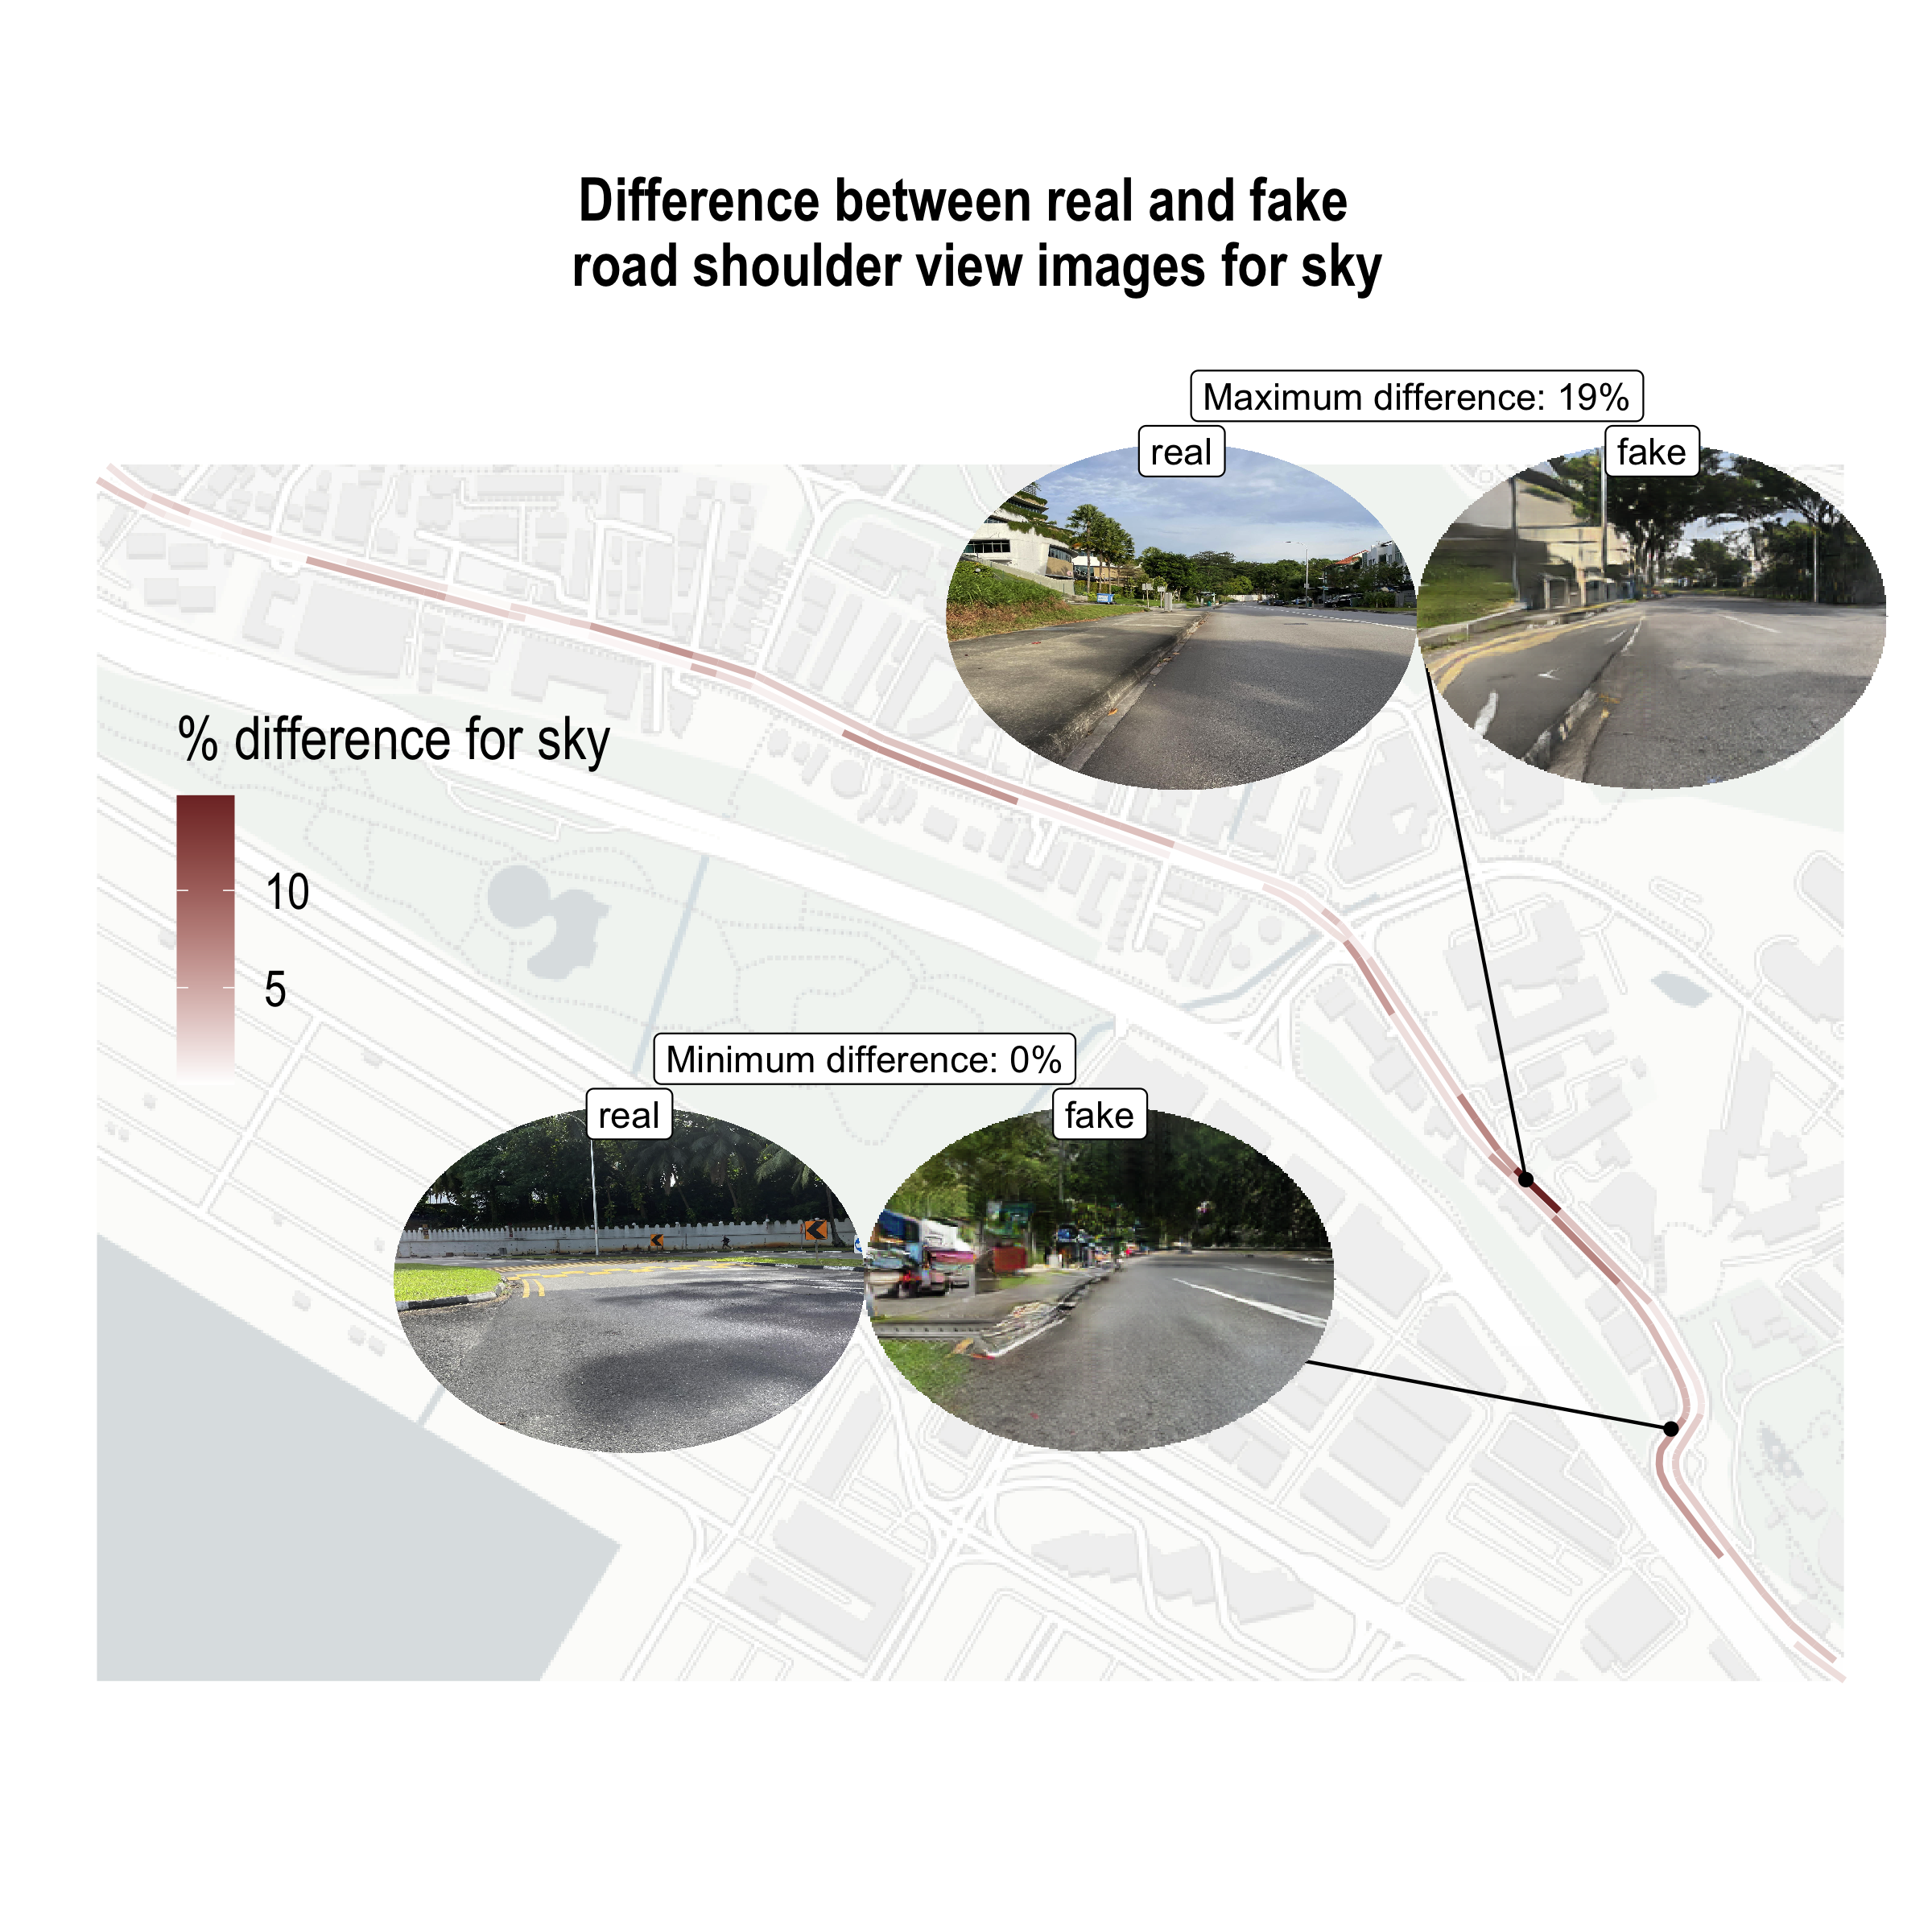 Difference between real and fake
road shoulder view images for sky
Maximum difference: 19%
real
fake
% difference for sky
10
5
Minimum difference: 0%
real
fake